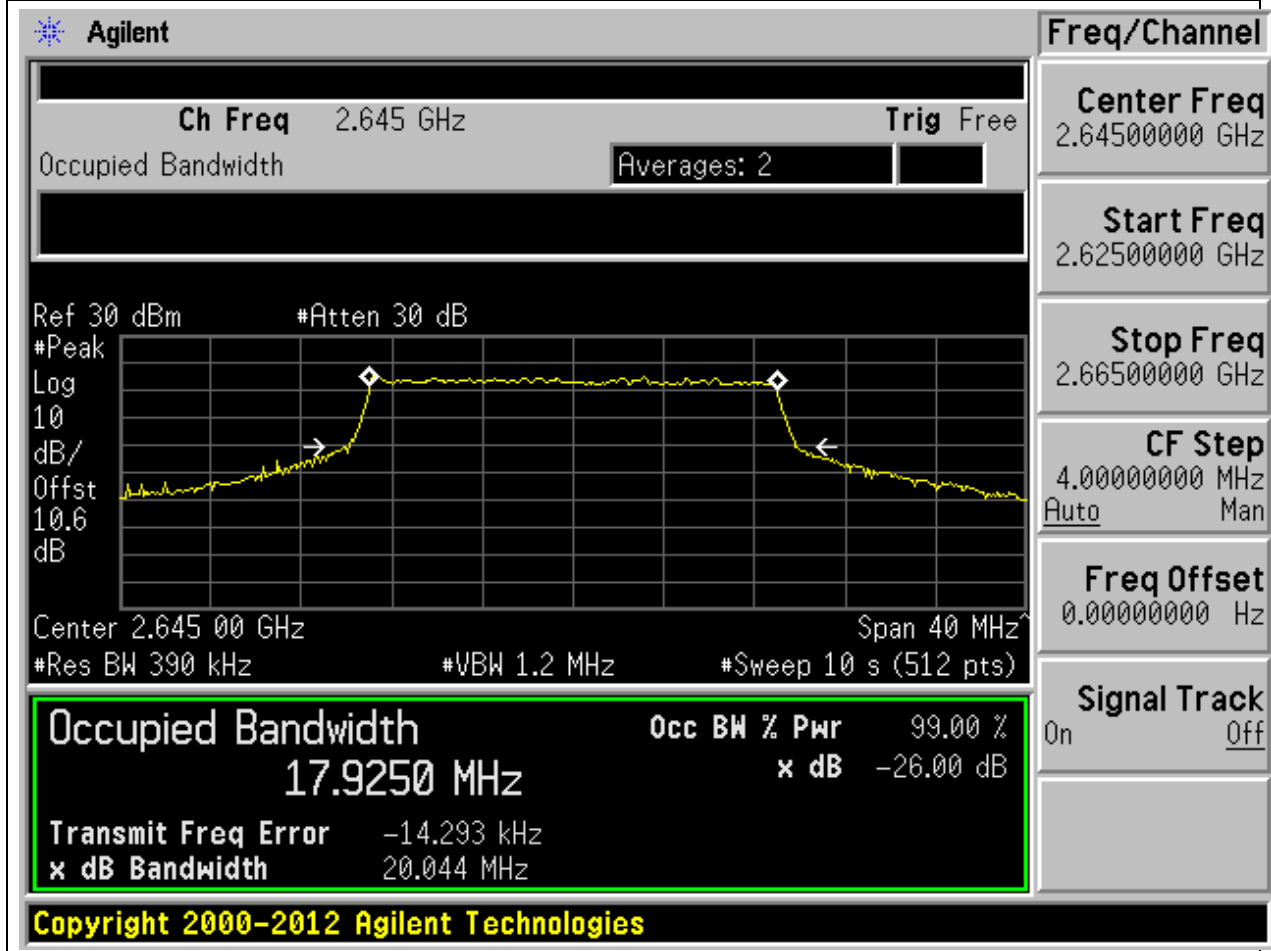 Agilent
Freq/Channel
Ch Freq 2.645 GHz Trig Free
Occupied Bandwidth Averages: 2
Ref 30 dBm #Atten 30 dB
#Peak
Log
10
dB/
Offst
10.6
dB
Center 2.645 00 GHz Span 40 MHz^
#Res BW 390 kHz #VBW 1.2 MHz #Sweep 10 s (512 pts)
Occupied Bandwidth Occ BW % Pwr 99.00 %
17.9250 MHz x dB -26.00 dB
Transmit Freq Error -14.293 kHz
x dB Bandwidth 20.044 MHz
Center Freq
2.64500000 GHz
Start Freq
2.62500000 GHz
Stop Freq
2.66500000 GHz
CF Step
4.00000000 MHz
Auto Man
Freq Offset
0.00000000 Hz
Signal Track
On Off
Copyright 2000-2012 Agilent Technologies